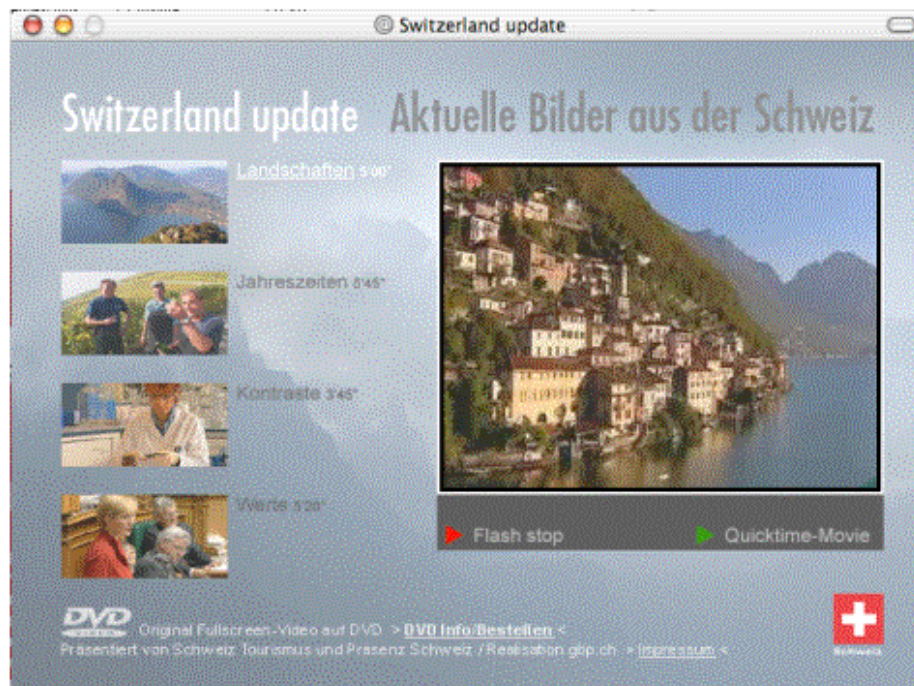 Switzerland update
Switzerland update Aktuelle Bilder aus der Schweiz
Landschaften 5'00"
Jahreszeiten 5'45"
Kontraste 3'45"
Werte 5'20"
Flash stop
Quicktime-Movie
DVD
VIDEO
Original Fullscreen-Video auf DVD > DVD Info/Bestellen <
Präsentiert von Schweiz Tourismus und Präsenz Schweiz / Realisation gbp.ch > Impressum <
Schweiz